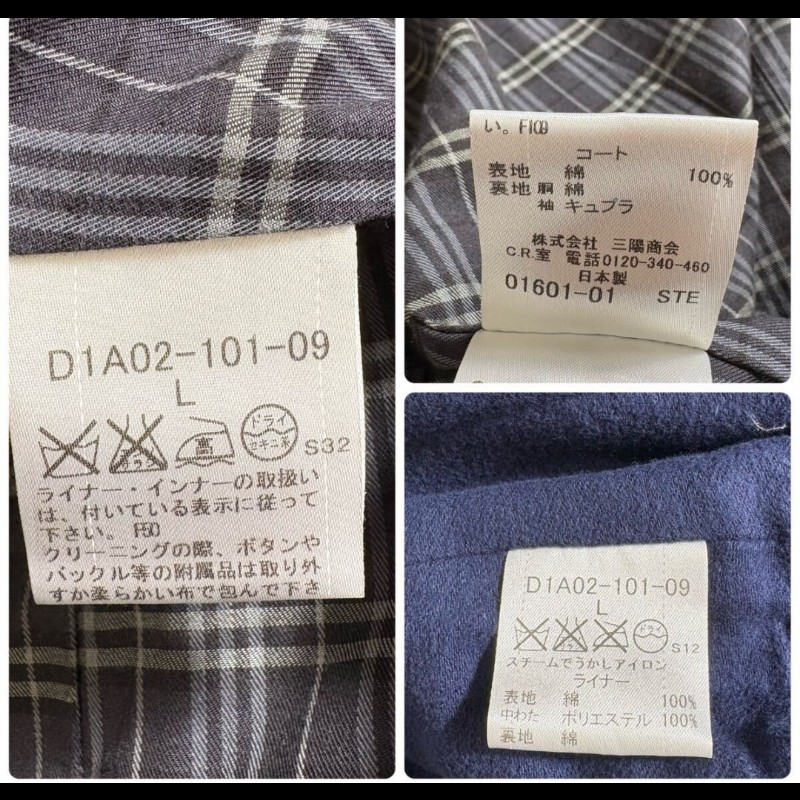 D1A02-101-09
L
エンソ
サラシ
高
ドライ
セキユ系
S32
ライナー・インナーの取扱い
は、付いている表示に従って
下さい。F50
クリーニングの際、ボタンや
バックル等の附属品は取り外
すか柔らかい布で包んで下さ
い。F109
コート
表地 綿 100%
裏地 胴 綿
袖 キュプラ
株式会社 三陽商会
C.R.室 電話0120-340-460
日本製
01601-01 STE
D1A02-101-09
L
ドライ
S12
スチームでうかしアイロン
ライナー
表地 綿 100%
中わた ポリエステル 100%
裏地 綿